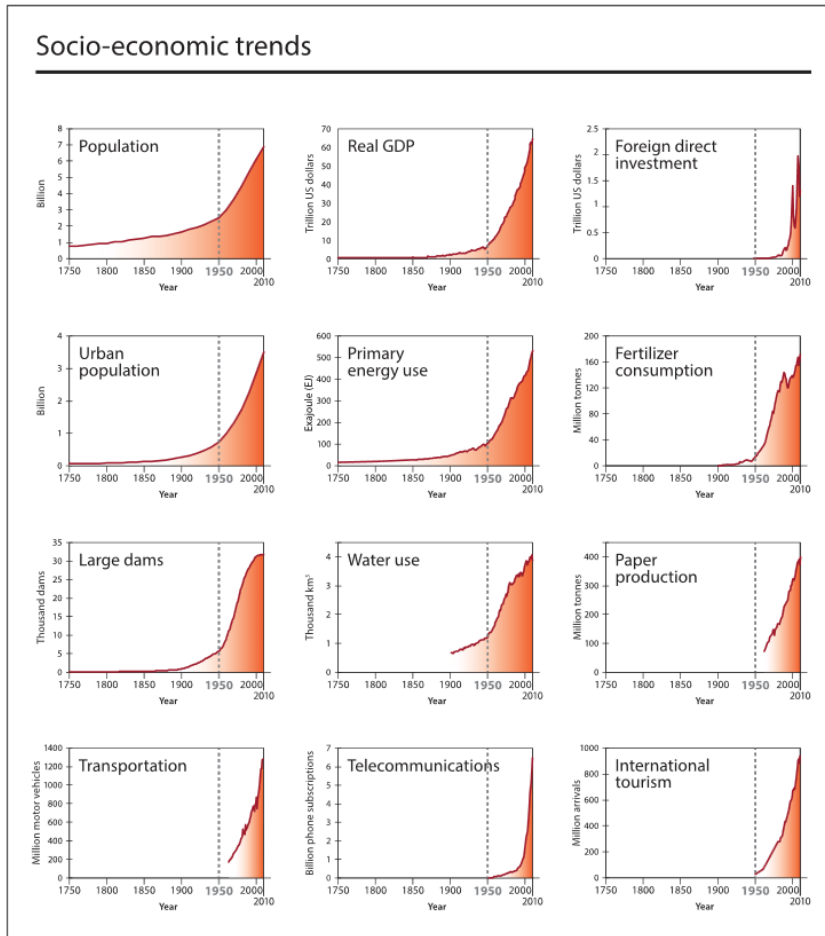 Socio-economic trends
Population
Billion
8
7
6
5
4
3
2
1
0
1750 1800 1850 1900 1950 2000
2010
Year
Real GDP
Trillion US dollars
70
60
50
40
30
20
10
0
1750 1800 1850 1900 1950 2000
2010
Year
Foreign direct
investment
Trillion US dollars
2.5
2
1.5
1
0.5
0
1750 1800 1850 1900 1950 2000
2010
Year
Urban
population
Billion
4
3
2
1
0
1750 1800 1850 1900 1950 2000
2010
Year
Primary
energy use
Exajoule (EJ)
600
500
400
300
200
100
0
1750 1800 1850 1900 1950 2000
2010
Year
Fertilizer
consumption
Million tonnes
200
160
120
80
40
0
1750 1800 1850 1900 1950 2000
2010
Year
Large dams
Thousand dams
35
30
25
20
15
10
5
0
1750 1800 1850 1900 1950 2000
2010
Year
Water use
Thousand km³
4
3
2
1
0
1750 1800 1850 1900 1950 2000
2010
Year
Paper
production
Million tonnes
400
300
200
100
0
1750 1800 1850 1900 1950 2000
2010
Year
Transportation
Million motor vehicles
1400
1200
1000
800
600
400
200
0
1750 1800 1850 1900 1950 2000
2010
Year
Telecommunications
Billion phone subscriptions
7
6
5
4
3
2
1
0
1750 1800 1850 1900 1950 2000
2010
Year
International
tourism
Million arrivals
1000
800
600
400
200
0
1750 1800 1850 1900 1950 2000
2010
Year